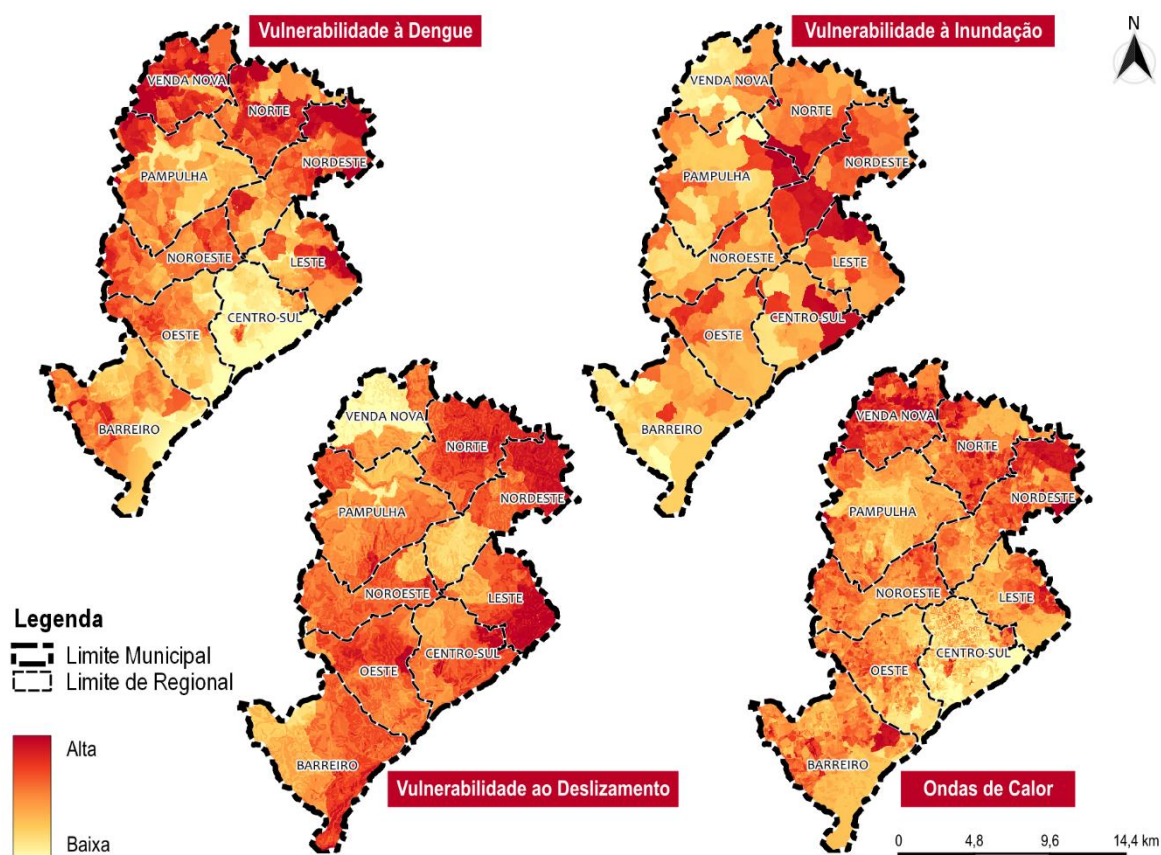 Vulnerabilidade à Dengue
VENDA NOVA
NORTE
NORDESTE
PAMPULHA
NOROESTE
LESTE
CENTRO-SUL
OESTE
BARREIRO
Vulnerabilidade à Inundação
VENDA NOVA
NORTE
NORDESTE
PAMPULHA
NOROESTE
LESTE
CENTRO-SUL
OESTE
BARREIRO
N
VENDA NOVA
NORTE
NORDESTE
PAMPULHA
NOROESTE
LESTE
CENTRO-SUL
OESTE
BARREIRO
Vulnerabilidade ao Deslizamento
VENDA NOVA
NORTE
NORDESTE
PAMPULHA
NOROESTE
LESTE
CENTRO-SUL
OESTE
BARREIRO
Ondas de Calor
Legenda
Limite Municipal
Limite de Regional
Alta
Baixa
0 4,8 9,6 14,4 km